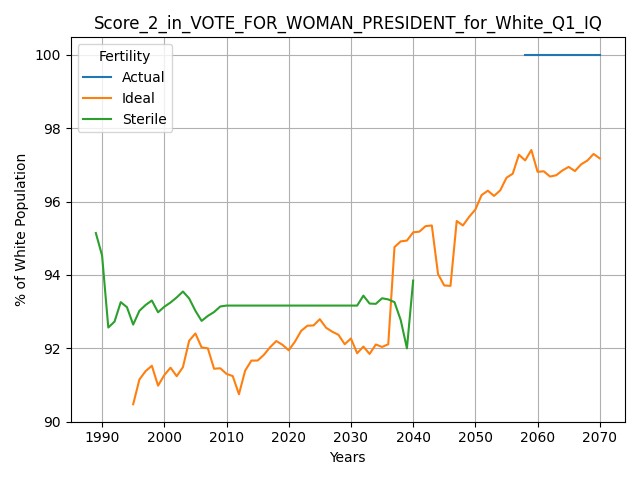 Score_2_in_VOTE_FOR_WOMAN_PRESIDENT_for_White_Q1_IQ
Fertility
Actual
Ideal
Sterile
% of White Population
100
98
96
94
92
90
1990 2000 2010 2020 2030 2040 2050 2060 2070
Years